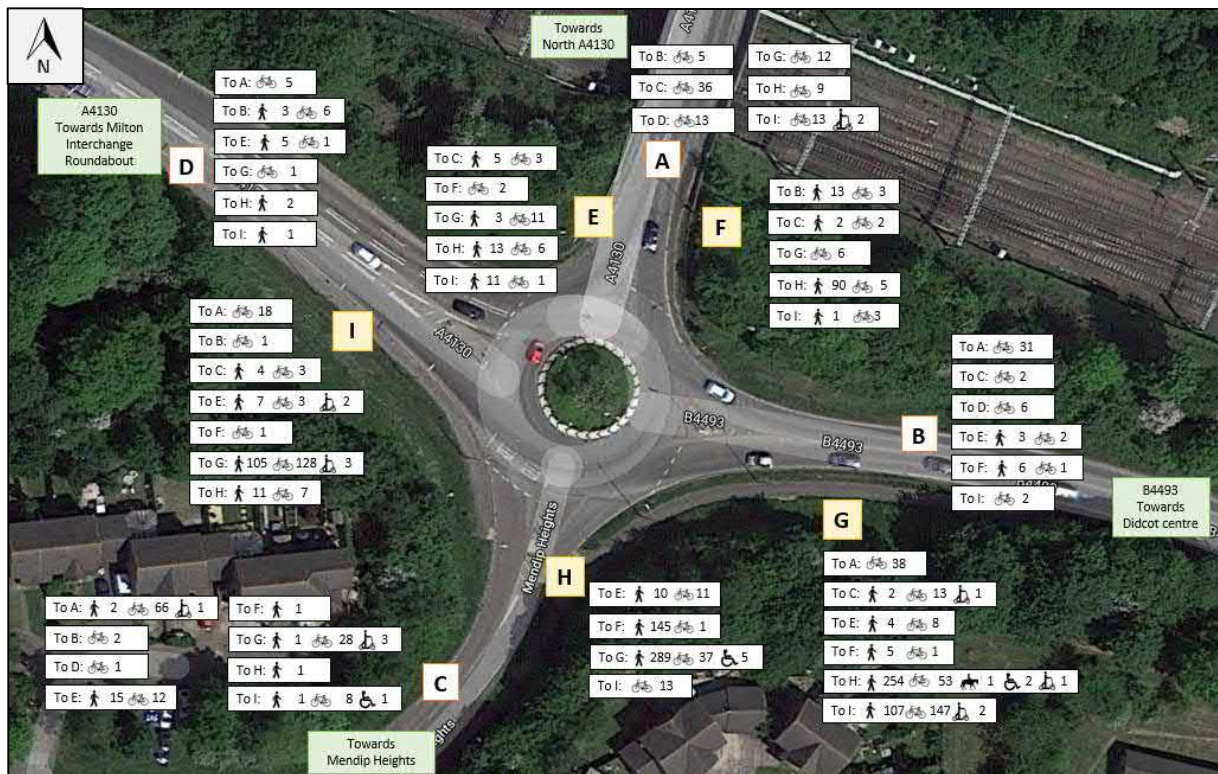 N
Towards
North A4130
A4130
Towards Milton
Interchange
Roundabout
D
To A: 5
To B: 3 6
To E: 5 1
To G: 1
To H: 2
To I: 1
To B: 5
To C: 36
To D: 13
To G: 12
To H: 9
To I: 13 2
A
To C: 5 3
To F: 2
To G: 3 11
To H: 13 6
To I: 11 1
E
A4130
F
To B: 13 3
To C: 2 2
To G: 6
To H: 90 5
To I: 1 3
To A: 18
To B: 1
To C: 4 3
To E: 7 3 2
To F: 1
To G: 105 128 3
To H: 11 7
I
A4130
B4493
B4493
B
To A: 31
To C: 2
To D: 6
To E: 3 2
To F: 6 1
To I: 2
B4493
Towards
Didcot centre
G
To A: 38
To C: 2 13 1
To E: 4 8
To F: 5 1
To H: 254 53 1 2 1
To I: 107 147 2
Mendip Heights
H
To E: 10 11
To F: 145 1
To G: 289 37 5
To I: 13
To A: 2 66 1
To B: 2
To D: 1
To E: 15 12
To F: 1
To G: 1 28 3
To H: 1
To I: 1 8 1
C
Towards
Mendip Heights